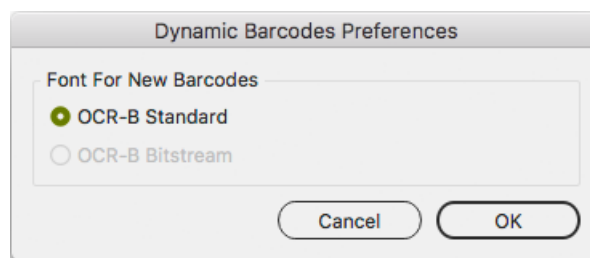 Dynamic Barcodes Preferences
Font For New Barcodes
OCR-B Standard
OCR-B Bitstream
Cancel OK